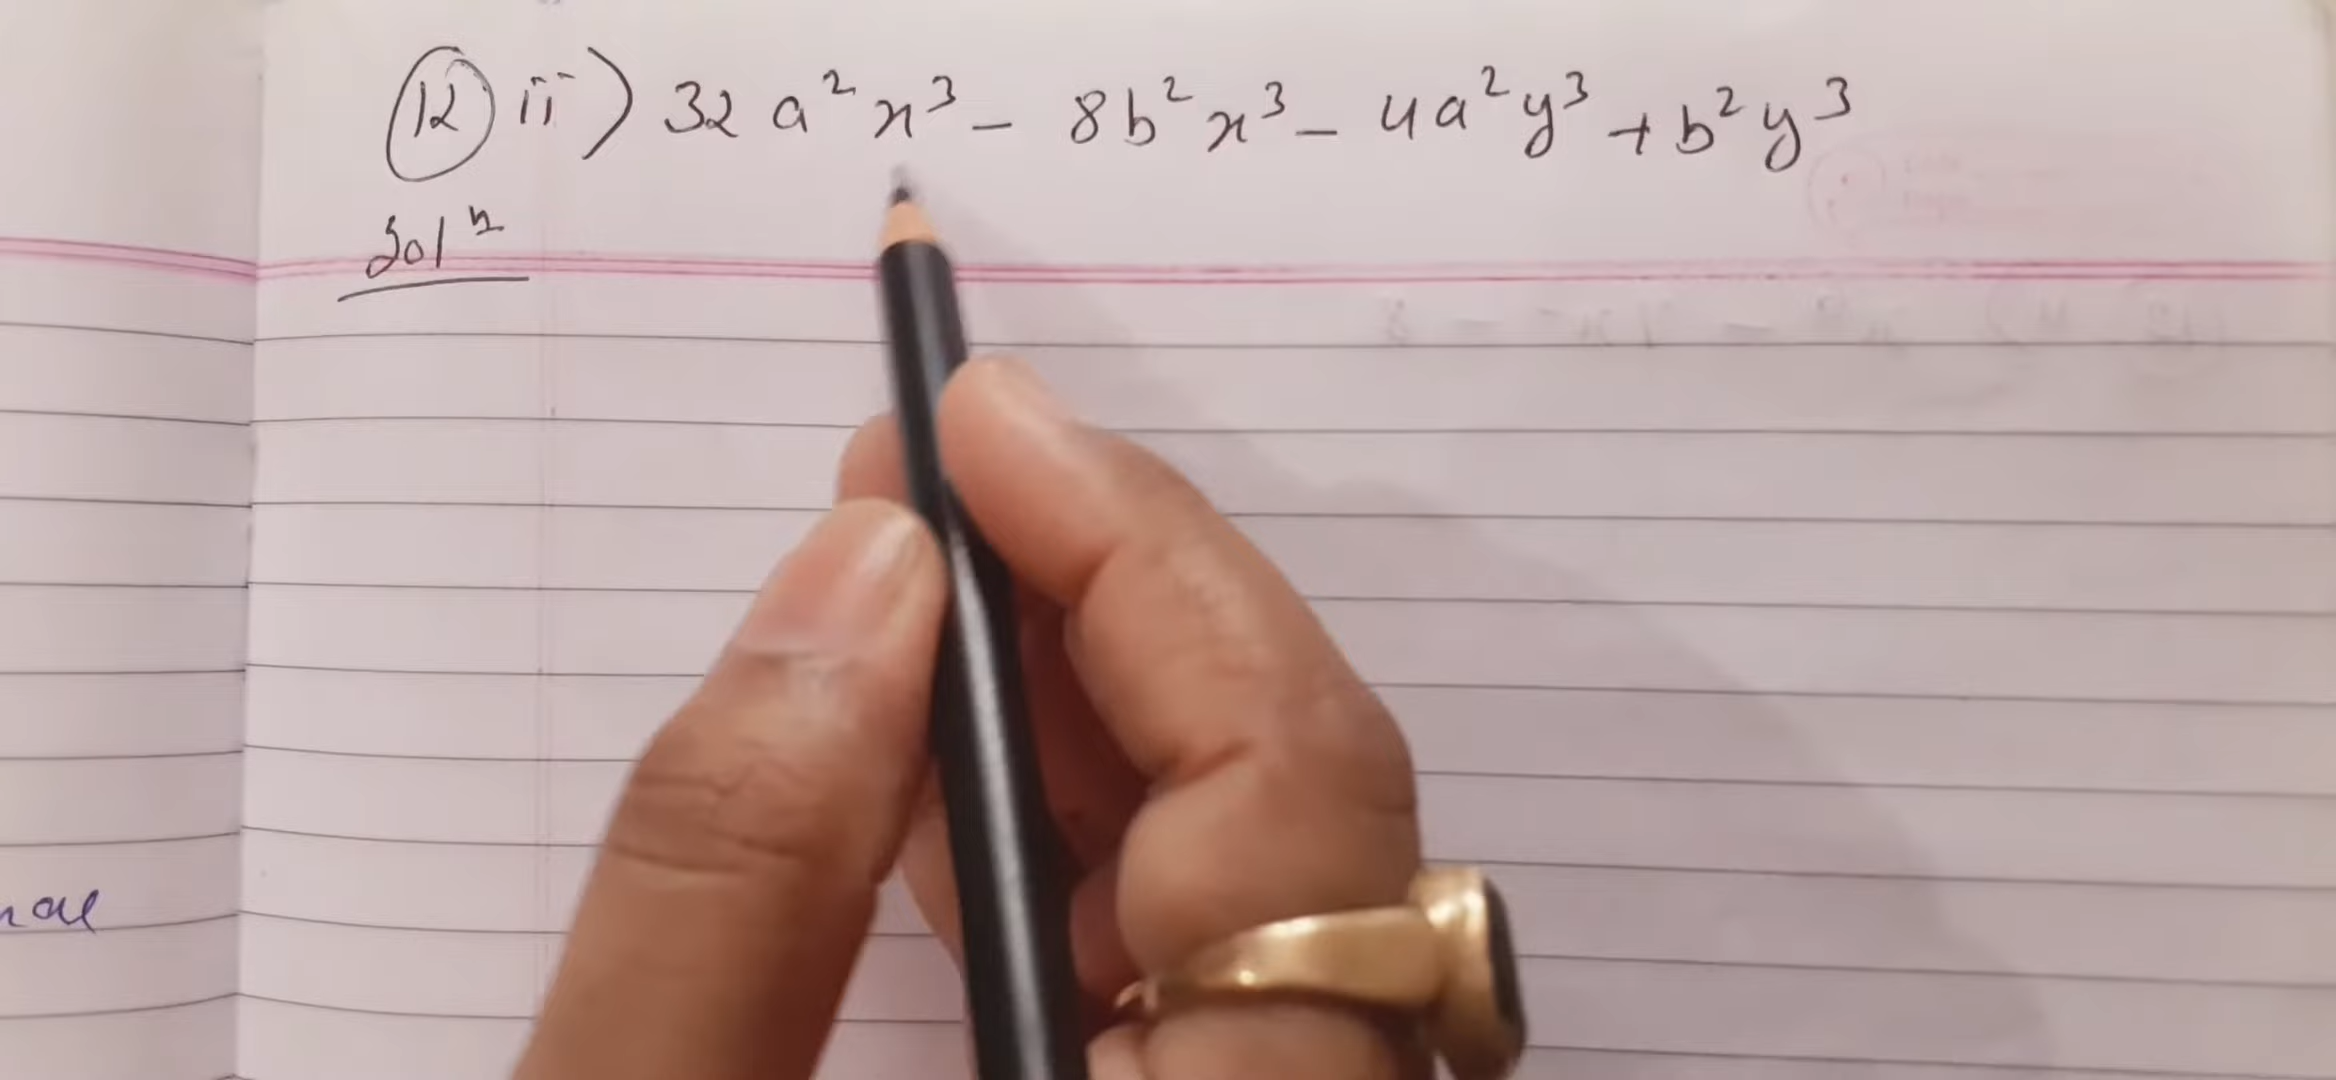 12 ii) 32a²x³ - 8b²x³ - 4a²y³ + b²y³
Solⁿ